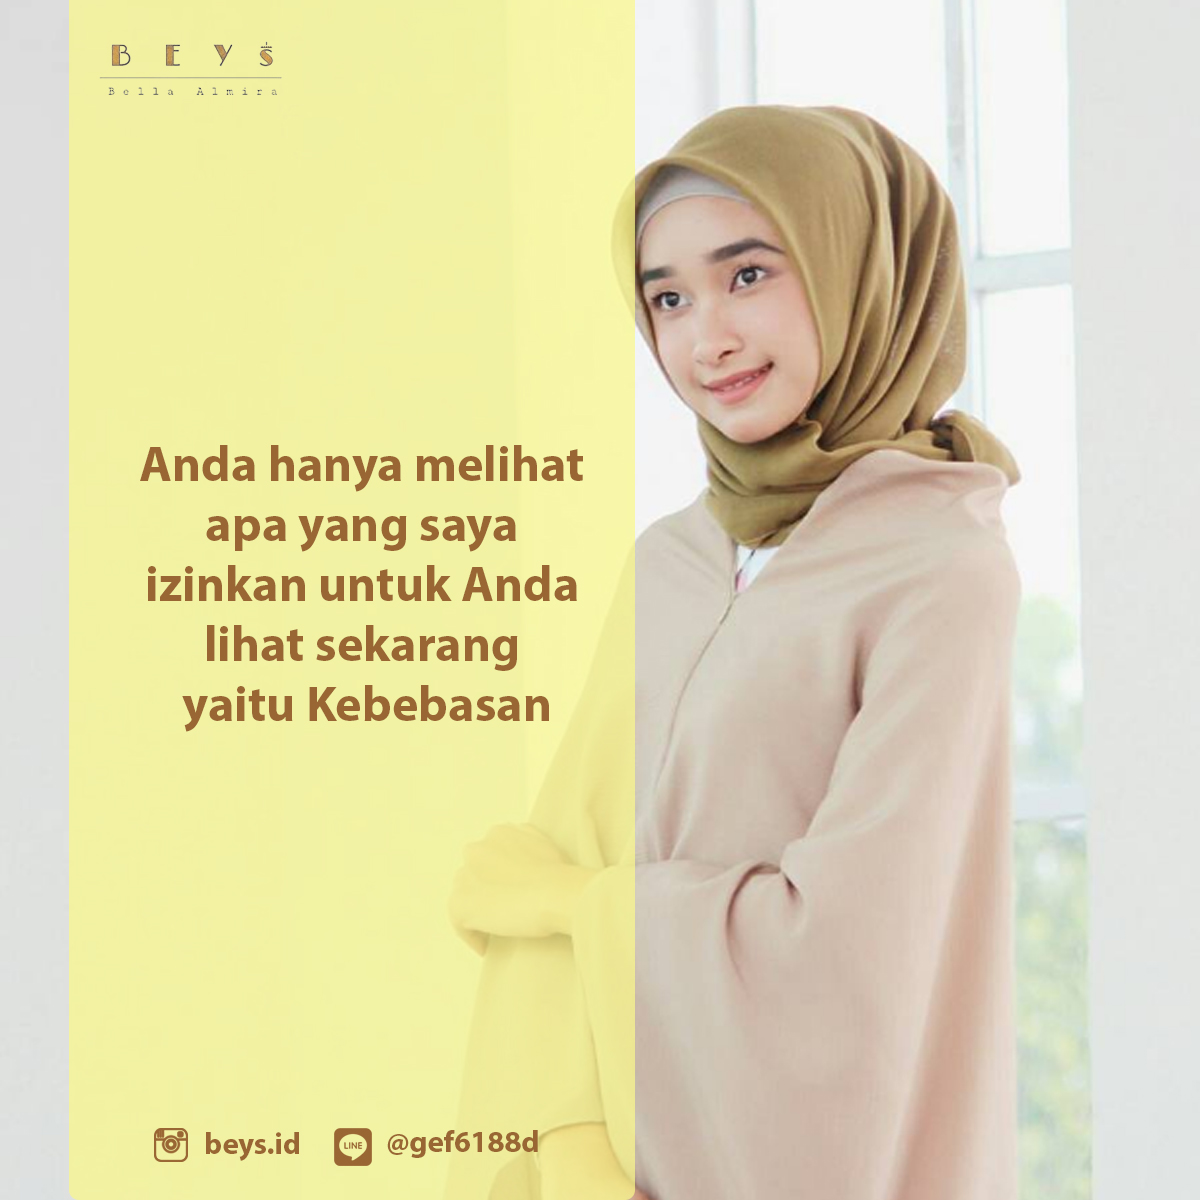 BEYS
Bella Almira
Anda hanya melihat
apa yang saya
izinkan untuk Anda
lihat sekarang
yaitu Kebebasan
beys.id
LINE
@gef6188d